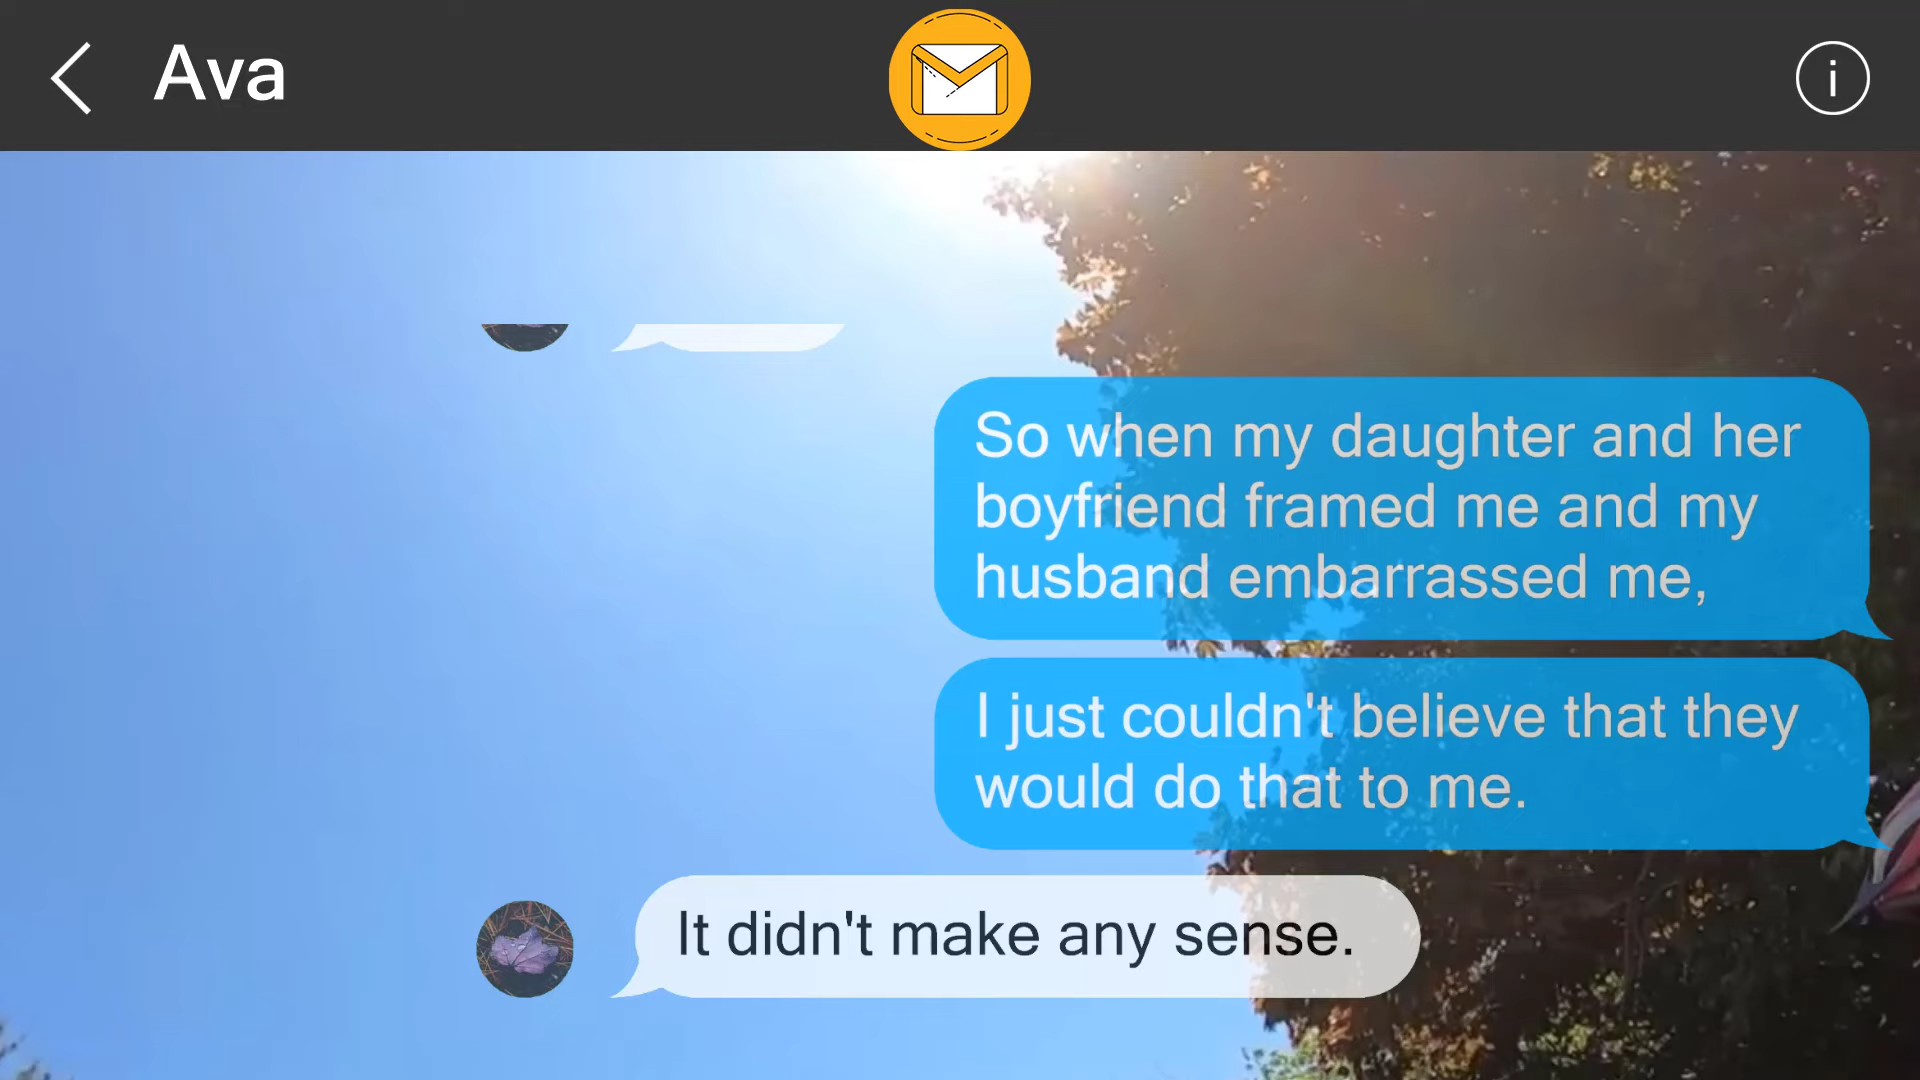 Ava
So when my daughter and her
boyfriend framed me and my
husband embarrassed me,
I just couldn't believe that they
would do that to me.
It didn't make any sense.